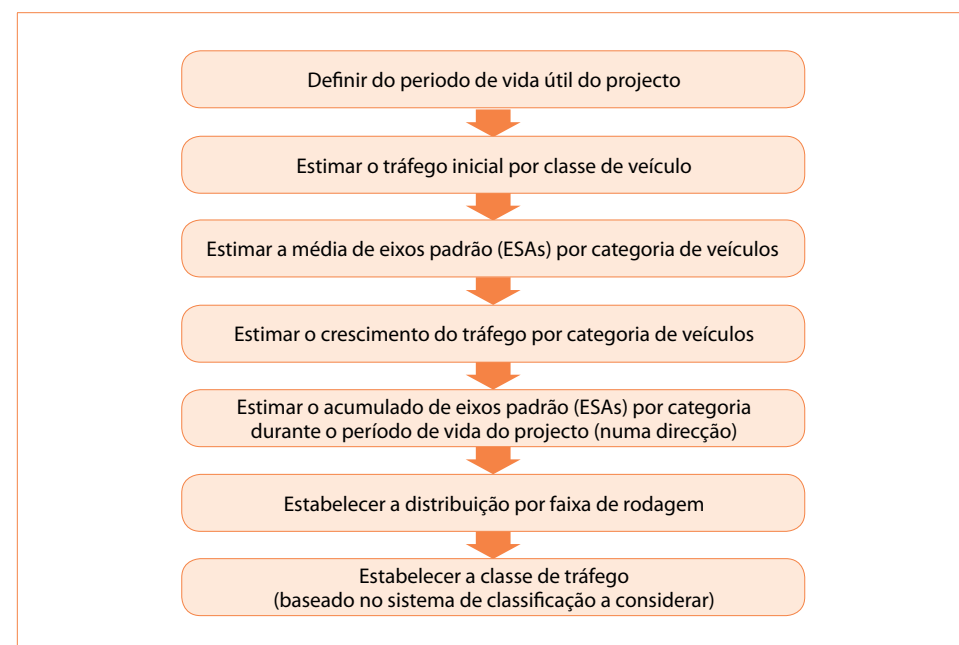 Definir do periodo de vida útil do projecto
Estimar o tráfego inicial por classe de veículo
Estimar a média de eixos padrão (ESAs) por categoria de veículos
Estimar o crescimento do tráfego por categoria de veículos
Estimar o acumulado de eixos padrão (ESAs) por categoria
durante o período de vida do projecto (numa direcção)
Estabelecer a distribuição por faixa de rodagem
Estabelecer a classe de tráfego
(baseado no sistema de classificação a considerar)